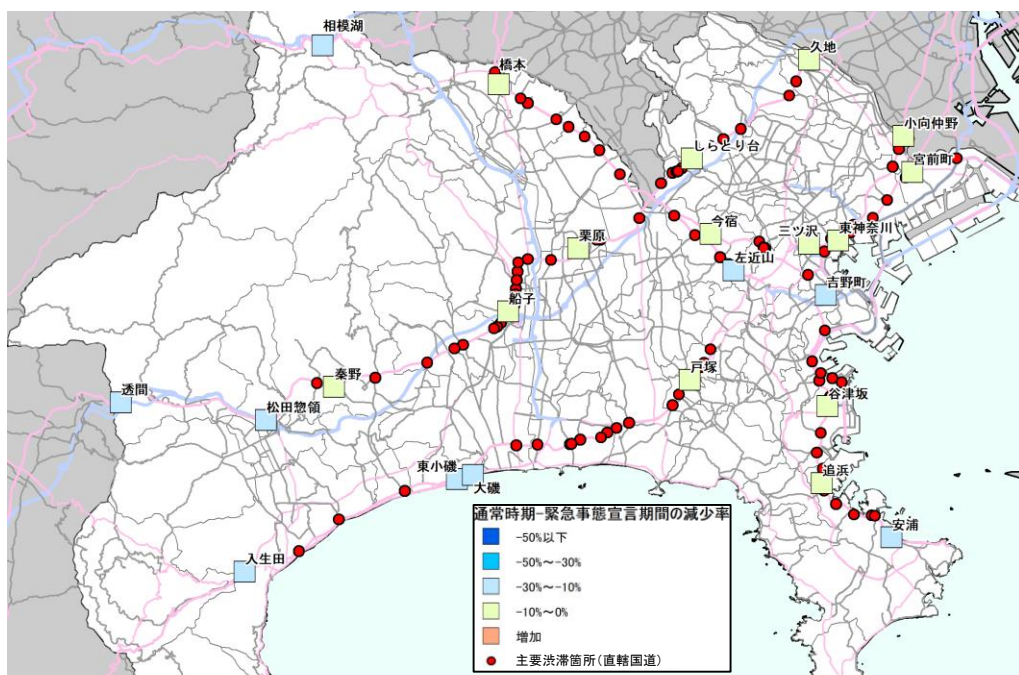 相模湖
橋本
久地
小向仲野
しらとり台
宮前町
今宿
三ツ沢
東神奈川
栗原
左近山
吉野町
船子
秦野
戸塚
透間
松田惣領
谷津坂
東小磯
大磯
追浜
安浦
入生田
通常時期-緊急事態宣言期間の減少率
-50%以下
-50%~-30%
-30%~-10%
-10%~0%
増加
主要渋滞箇所(直轄国道)